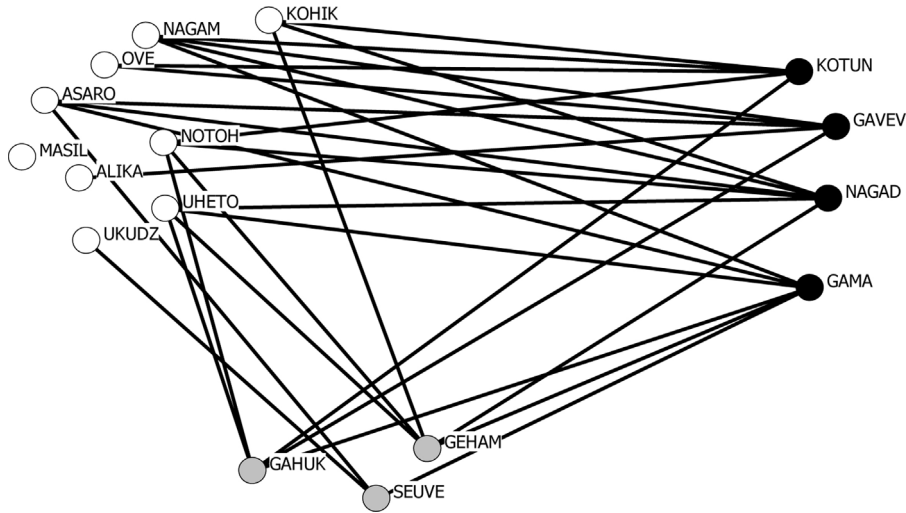 KOHIK
NAGAM
OVE
KOTUN
ASARO
GAVEV
NOTOH
MASIL
ALIKA
NAGAD
UHETO
UKUDZ
GAMA
GEHAM
GAHUK
SEUVE